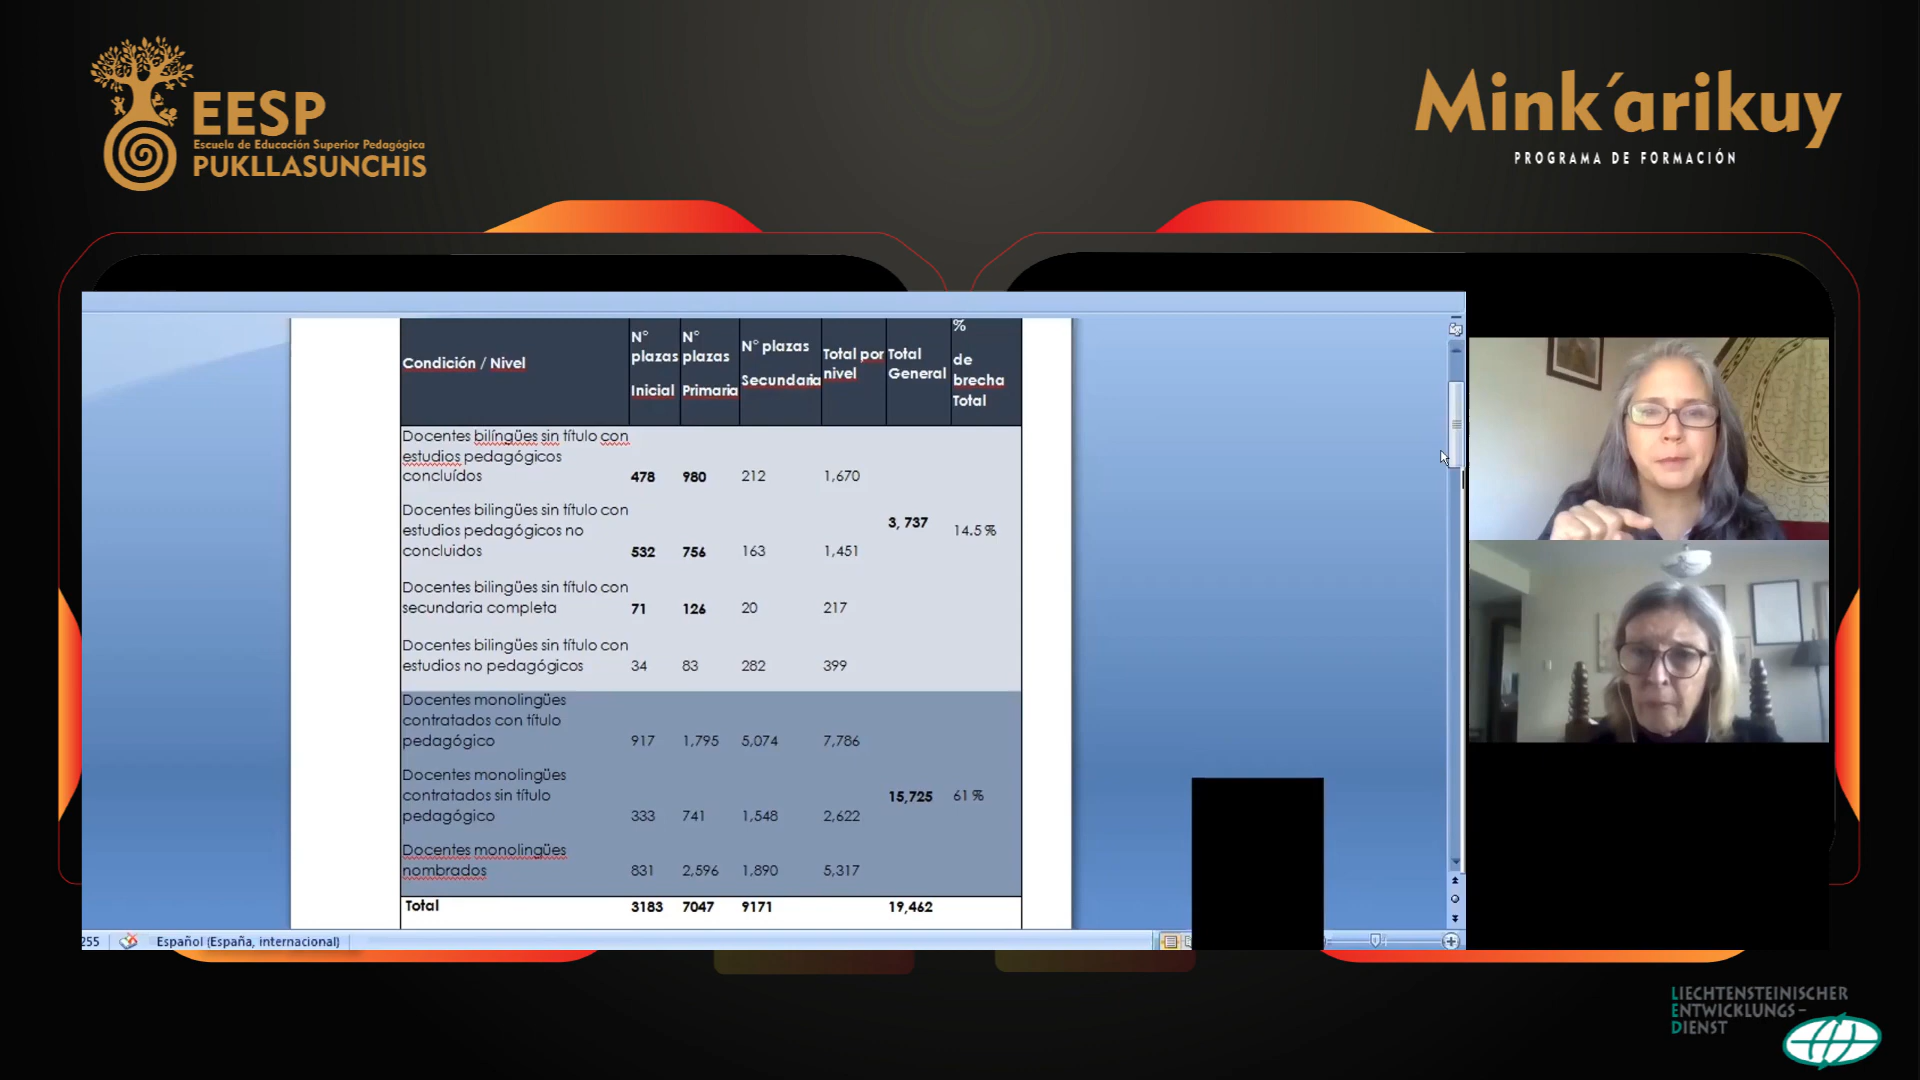 EESP
Escuela de Educación Superior Pedagógica
PUKLLASUNCHIS
Mink´arikuy
PROGRAMA DE FORMACIÓN
Condición / Nivel
N° plazas Inicial
N° plazas Primaria
N° plazas Secundaria
Total por nivel
Total General
% de brecha Total
Docentes bilíngües sin título con
estudios pedagógicos
concluídos 478 980 212 1,670
Docentes bilingües sin título con
estudios pedagógicos no
concluidos 532 756 163 1,451
3, 737 14.5 %
Docentes bilingües sin título con
secundaria completa 71 126 20 217
Docentes bilingües sin título con
estudios no pedagógicos 34 83 282 399
Docentes monolingües
contratados con título
pedagógico 917 1,795 5,074 7,786
Docentes monolingües
contratados sin título
pedagógico 333 741 1,548 2,622
15,725 61 %
Docentes monolingües
nombrados 831 2,596 1,890 5,317
Total 3183 7047 9171 19,462
255 Español (España, internacional)
LIECHTENSTEINISCHER
ENTWICKLUNGS-
DIENST